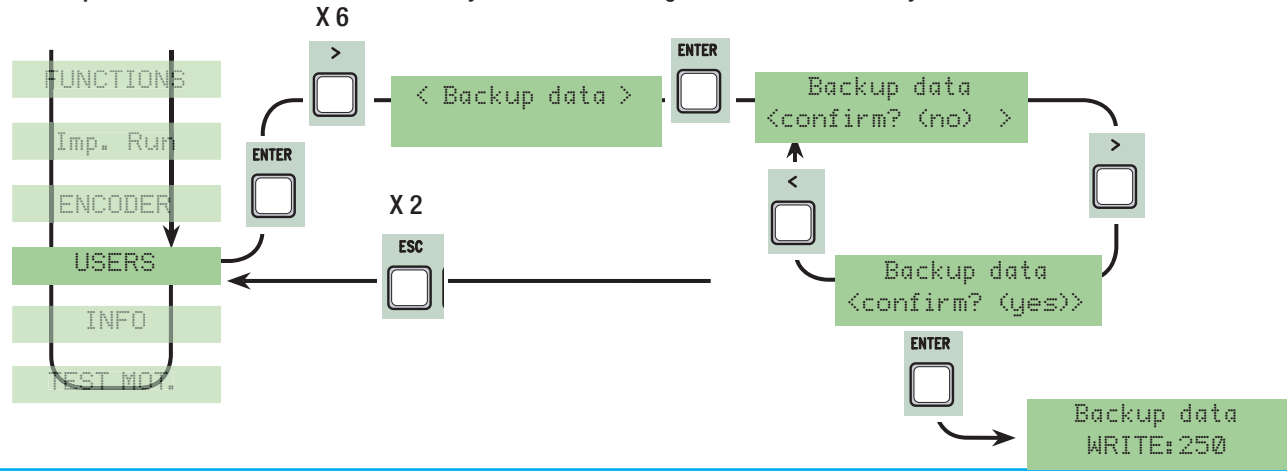 X 6
>
ENTER
FUNCTIONS
< Backup data >
Backup data
<confirm? (no) >
Imp. Run
ENTER
>
<
ENCODER
X 2
ESC
USERS
Backup data
<confirm? (yes)>
INFO
ENTER
TEST MOT.
Backup data
WRITE:250